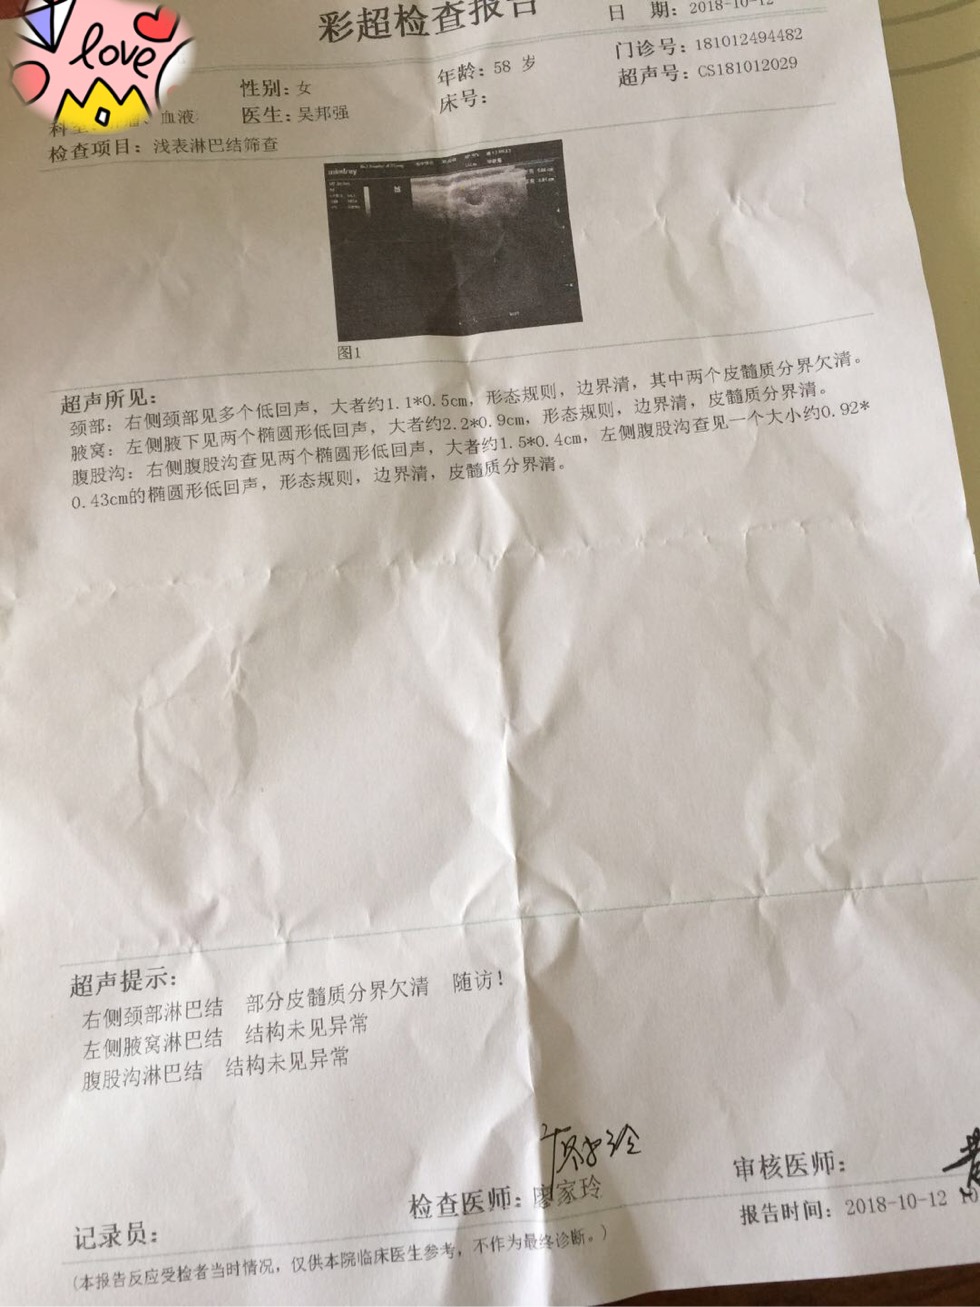 love
彩超检查报告
日 期: 2018-10-12
性别: 女
年龄: 58 岁
门诊号: 181012494482
血液
医生: 吴邦强
床号:
超声号: CS181012029
检查项目: 浅表淋巴结筛查
mindray
图1
超声所见:
颈部: 右侧颈部见多个低回声, 大者约1.1*0.5cm, 形态规则, 边界清, 其中两个皮髓质分界欠清。
腋窝: 左侧腋下见两个椭圆形低回声, 大者约2.2*0.9cm, 形态规则, 边界清, 皮髓质分界清。
腹股沟: 右侧腹股沟查见两个椭圆形低回声, 大者约1.5*0.4cm, 左侧腹股沟查见一个大小约0.92*
0.43cm的椭圆形低回声, 形态规则, 边界清, 皮髓质分界清。
超声提示:
右侧颈部淋巴结 部分皮髓质分界欠清 随访!
左侧腋窝淋巴结 结构未见异常
腹股沟淋巴结 结构未见异常
记录员:
检查医师: 廖家玲
审核医师:
报告时间: 2018-10-12 10
(本报告反应受检者当时情况, 仅供本院临床医生参考, 不作为最终诊断。)